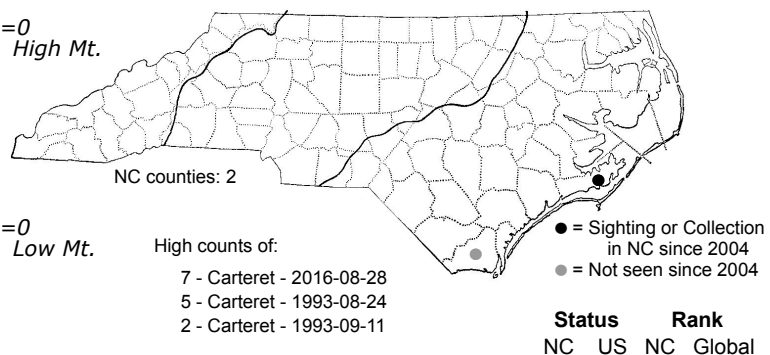 =0
High Mt.
NC counties: 2
=0
Low Mt.
High counts of:
7 - Carteret - 2016-08-28
5 - Carteret - 1993-08-24
2 - Carteret - 1993-09-11
● = Sighting or Collection
in NC since 2004
● = Not seen since 2004
Status Rank
NC US NC Global